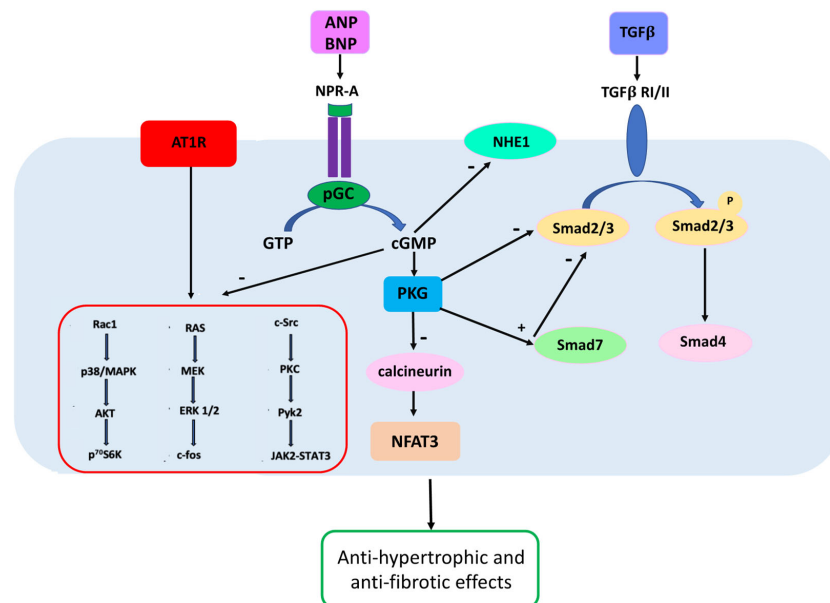 ANP
BNP
TGFβ
NPR-A
TGFβ RI/II
AT1R
NHE1
-
pGC
P
GTP
cGMP
-
Smad2/3
Smad2/3
-
-
PKG
+
Smad7
Smad4
-
calcineurin
NFAT3
Rac1
RAS
c-Src
p38/MAPK
MEK
PKC
AKT
ERK 1/2
Pyk2
p⁷⁰S6K
c-fos
JAK2-STAT3
Anti-hypertrophic and
anti-fibrotic effects